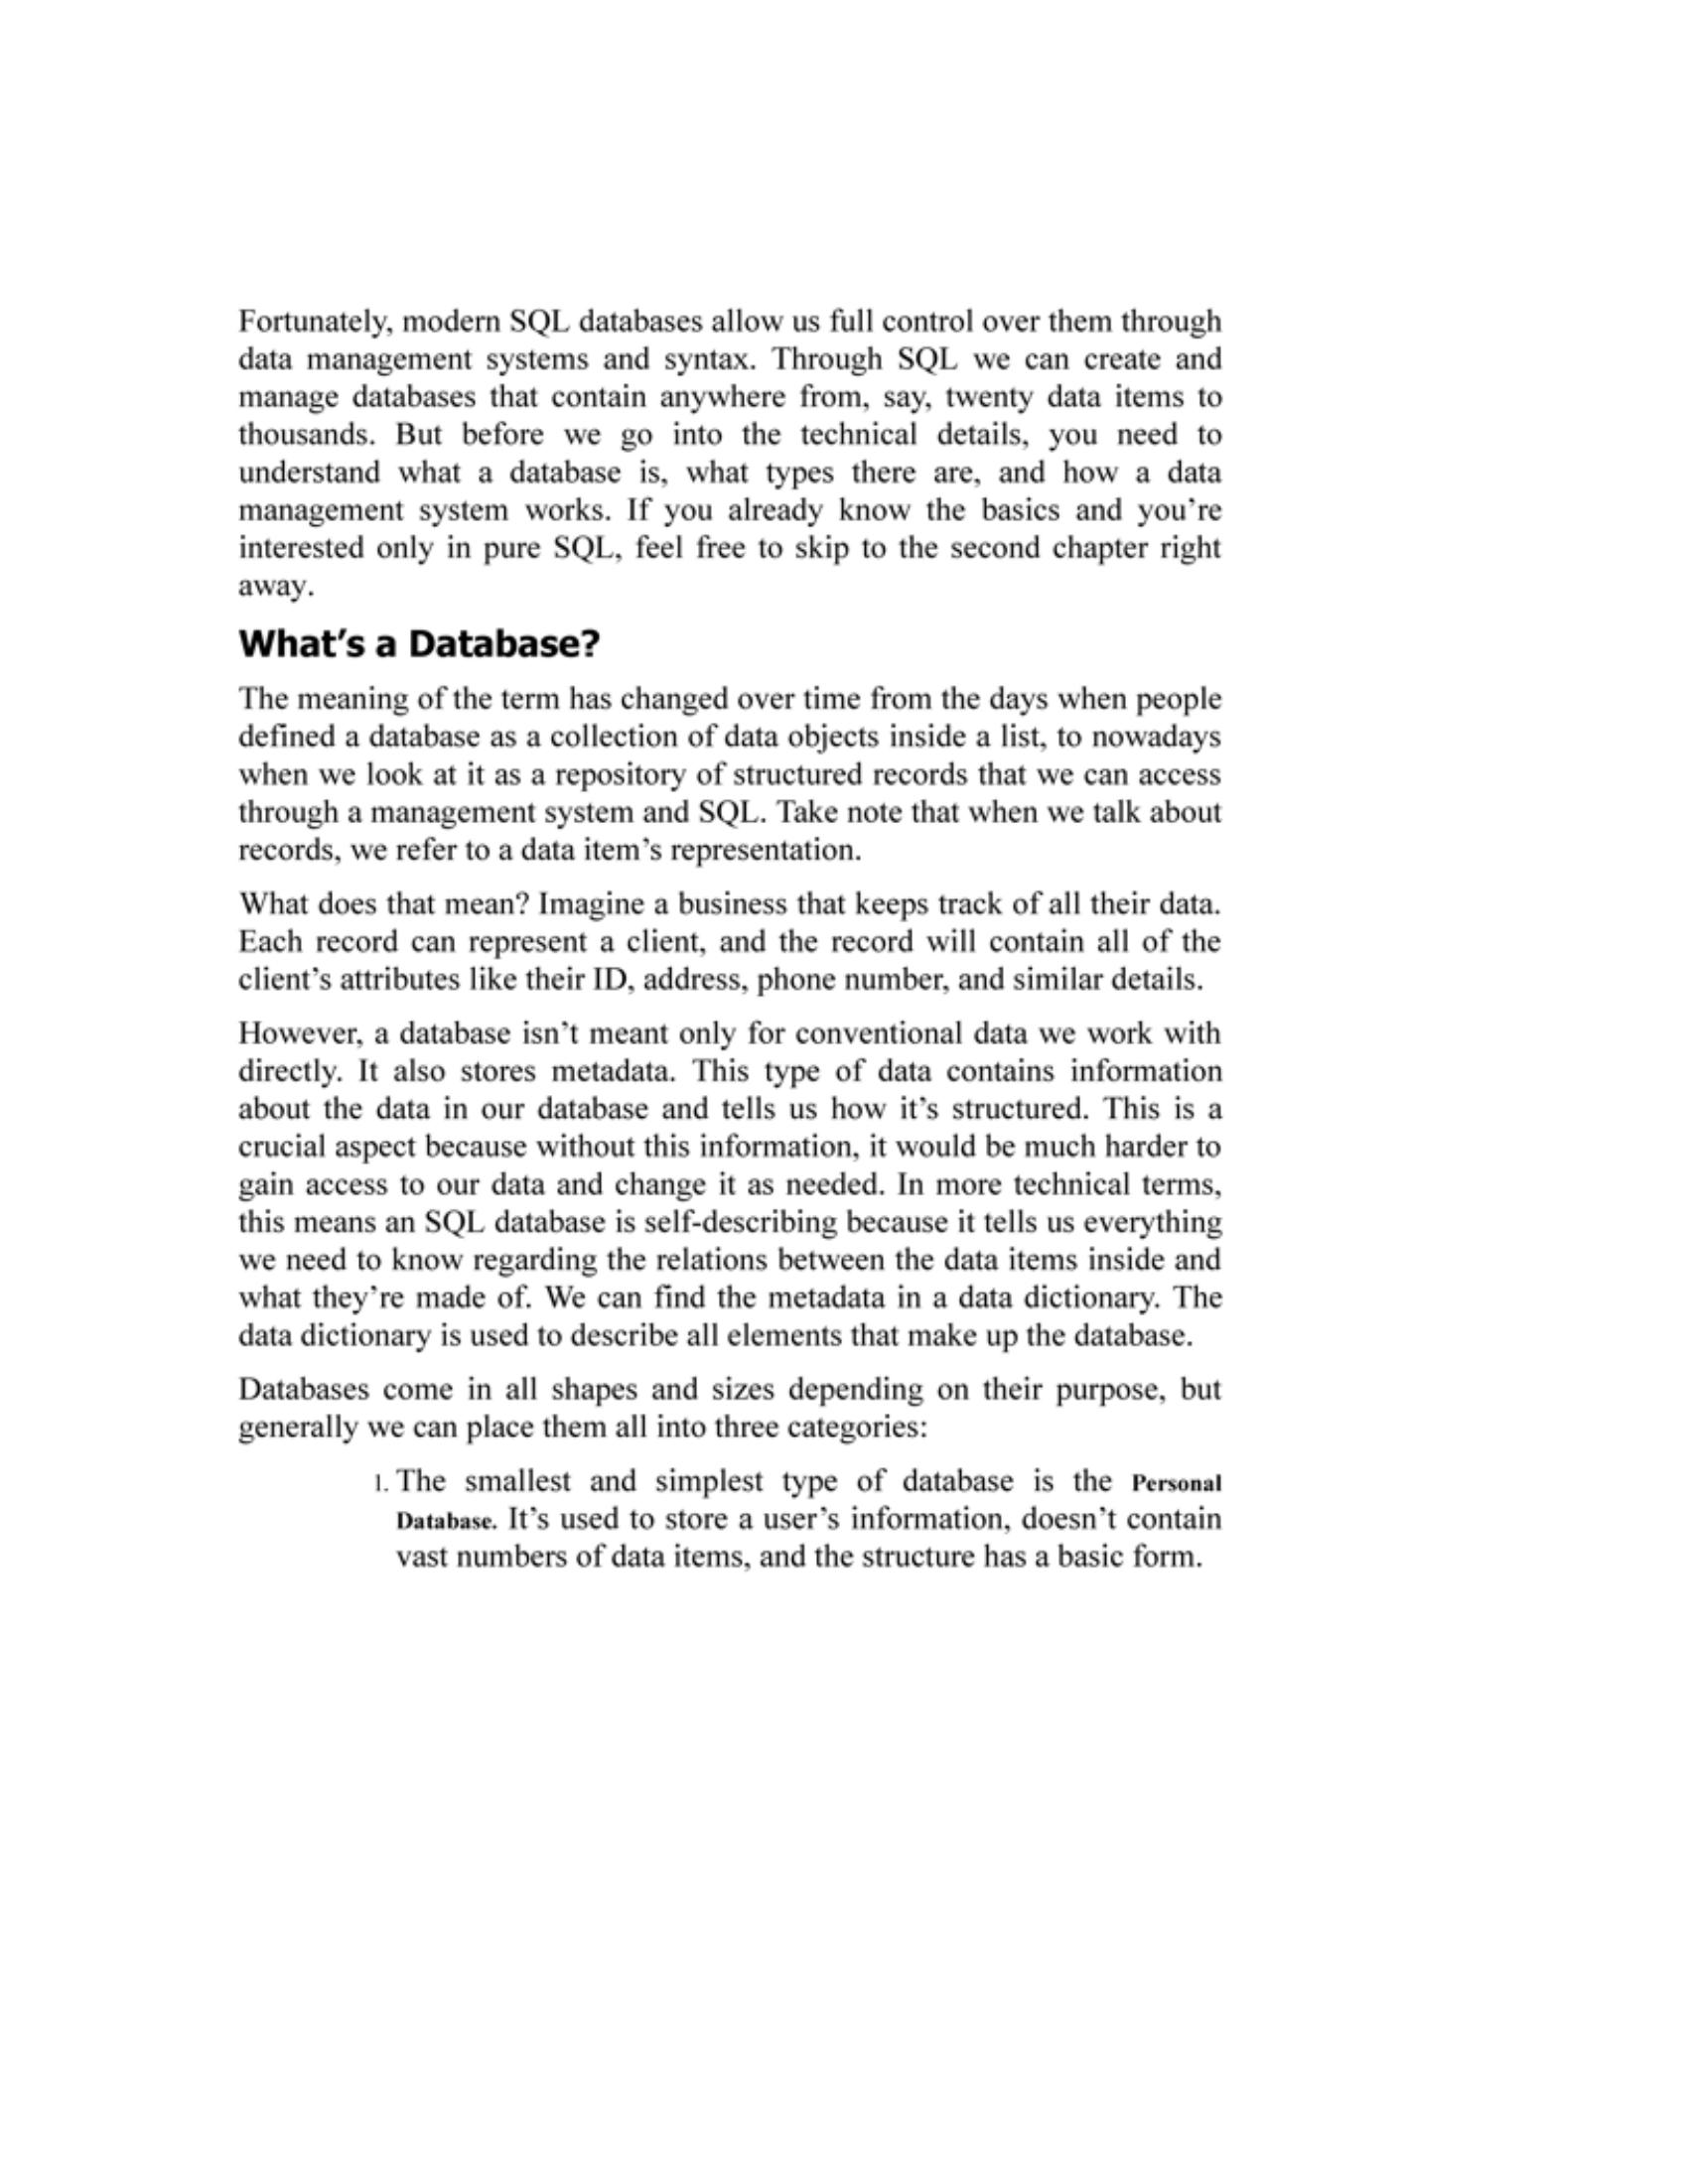 Fortunately, modern SQL databases allow us full control over them through
data management systems and syntax. Through SQL we can create and
manage databases that contain anywhere from, say, twenty data items to
thousands. But before we go into the technical details, you need to
understand what a database is, what types there are, and how a data
management system works. If you already know the basics and you’re
interested only in pure SQL, feel free to skip to the second chapter right
away.
What’s a Database?
The meaning of the term has changed over time from the days when people
defined a database as a collection of data objects inside a list, to nowadays
when we look at it as a repository of structured records that we can access
through a management system and SQL. Take note that when we talk about
records, we refer to a data item’s representation.
What does that mean? Imagine a business that keeps track of all their data.
Each record can represent a client, and the record will contain all of the
client’s attributes like their ID, address, phone number, and similar details.
However, a database isn’t meant only for conventional data we work with
directly. It also stores metadata. This type of data contains information
about the data in our database and tells us how it’s structured. This is a
crucial aspect because without this information, it would be much harder to
gain access to our data and change it as needed. In more technical terms,
this means an SQL database is self-describing because it tells us everything
we need to know regarding the relations between the data items inside and
what they’re made of. We can find the metadata in a data dictionary. The
data dictionary is used to describe all elements that make up the database.
Databases come in all shapes and sizes depending on their purpose, but
generally we can place them all into three categories:
1. The smallest and simplest type of database is the Personal
Database. It’s used to store a user’s information, doesn’t contain
vast numbers of data items, and the structure has a basic form.